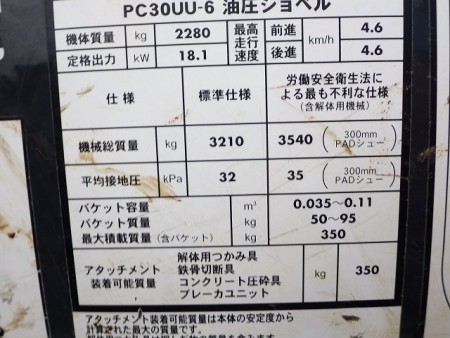 PC30UU-6 油圧ショベル
機体質量 kg 2280 最高走行速度 前進 km/h 4.6
定格出力 kW 18.1 後進 4.6
仕様 標準仕様 労働安全衛生法による最も不利な仕様 (含解体用機械)
機械総質量 kg 3210 3540 (300mm PADシュー)
平均接地圧 kPa 32 35 (300mm PADシュー)
バケット容量 m³ 0.035〜0.11
バケット質量 kg 50〜95
最大積載質量(含バケット) kg 350
アタッチメント装着可能質量 解体用つかみ具 kg 350
鉄骨切断具
コンクリート圧砕具
ブレーカユニット
アタッチメント装着可能質量は本体の安定度から
計算された最大の質量です。